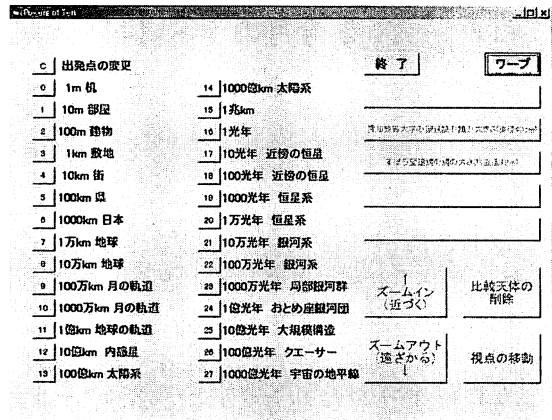 Powers of Ten
C 出発点の変更
0 1m 机
1 10m 部屋
2 100m 建物
3 1km 敷地
4 10km 街
5 100km 県
6 1000km 日本
7 1万km 地球
8 10万km 地球
9 100万km 月の軌道
10 1000万km 月の軌道
11 1億km 地球の軌道
12 10億km 内惑星
13 100億km 太陽系
14 1000億km 太陽系
15 1兆km
16 1光年
17 10光年 近傍の恒星
18 100光年 近傍の恒星
19 1000光年 恒星系
20 1万光年 恒星系
21 10万光年 銀河系
22 100万光年 銀河系
23 1000万光年 局部銀河群
24 1億光年 おとめ座銀河団
25 10億光年 大規模構造
26 100億光年 クエーサー
27 1000億光年 宇宙の地平線
終了
ワープ
↑
ズームイン
(近づく)
比較天体の
削除
ズームアウト
(遠ざかる)
↓
視点の移動